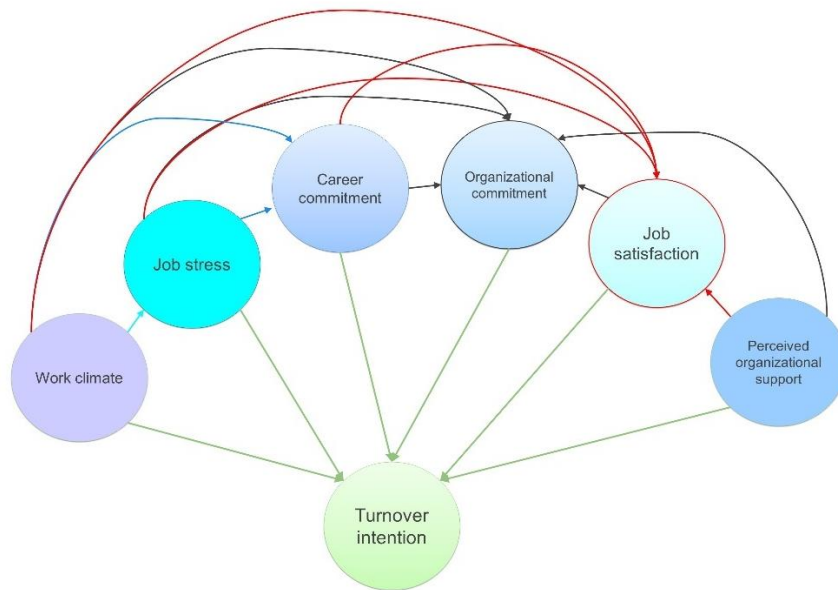 Career
commitment
Organizational
commitment
Job
satisfaction
Job stress
Work climate
Perceived
organizational
support
Turnover
intention